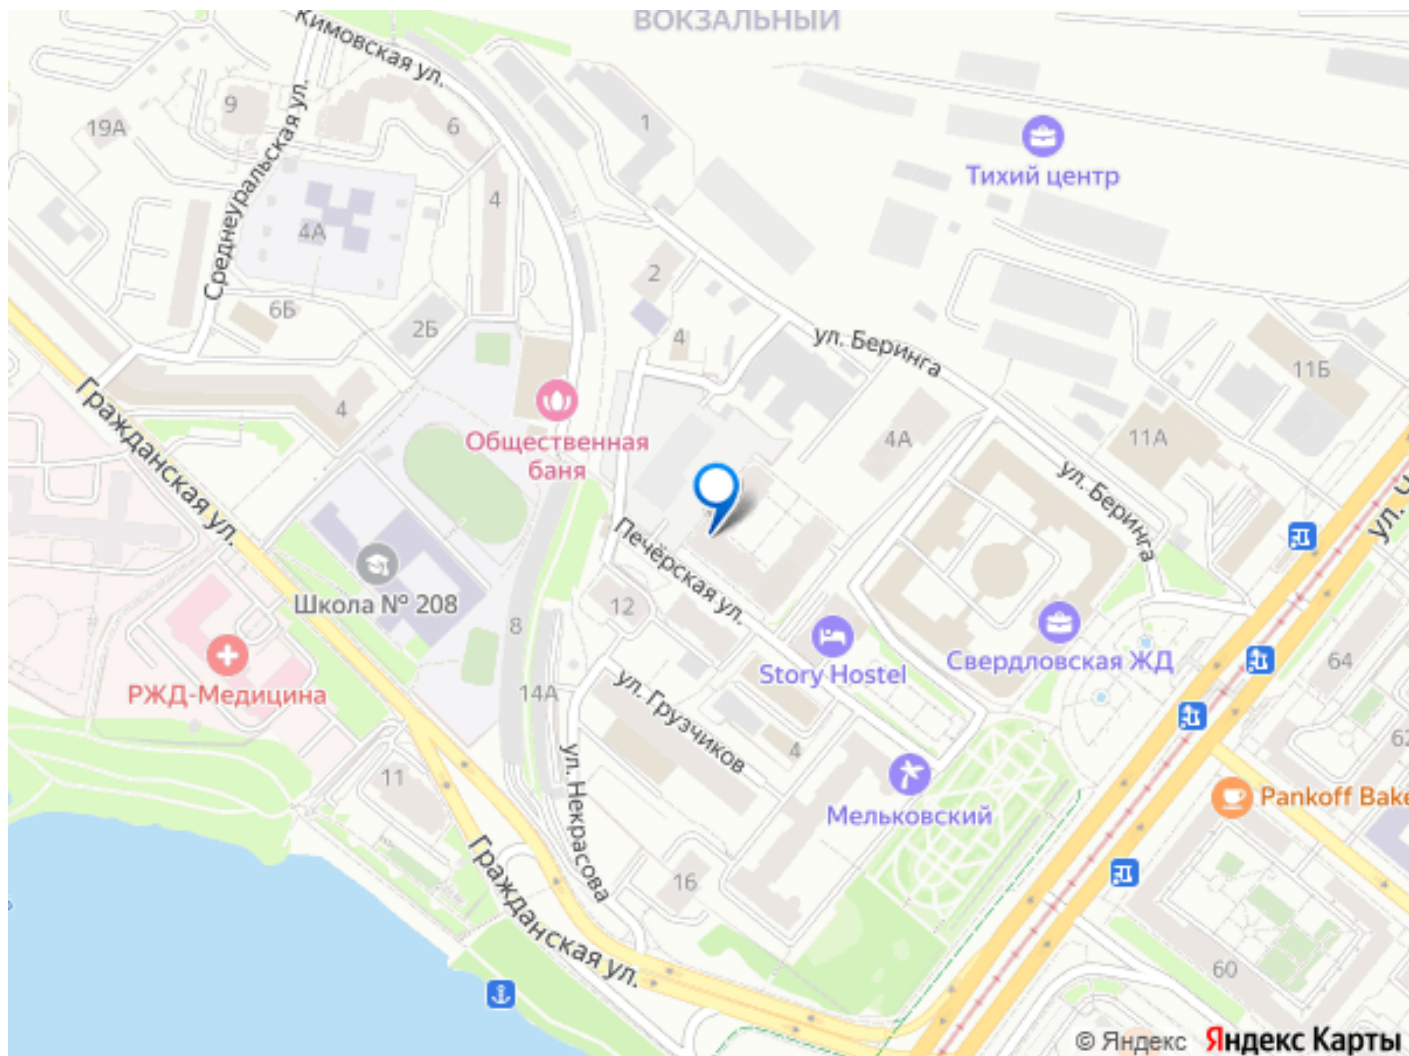 ВОКЗАЛЬНЫЙ
Кимовская ул.
9
19А
6
1
Среднеуральская ул.
Тихий центр
4
4А
2
6Б
2Б
4
ул. Беринга
11Б
Гражданская ул.
4
Общественная
баня
4А
11А
ул. Беринга
Печёрская ул.
Школа № 208
12
8
РЖД-Медицина
Story Hostel
Свердловская ЖД
64
14А
ул. Грузчиков
4
62
11
ул. Некрасова
Мельковский
Pankoff Bake
Гражданская ул.
16
60
© Яндекс Яндекс Карты